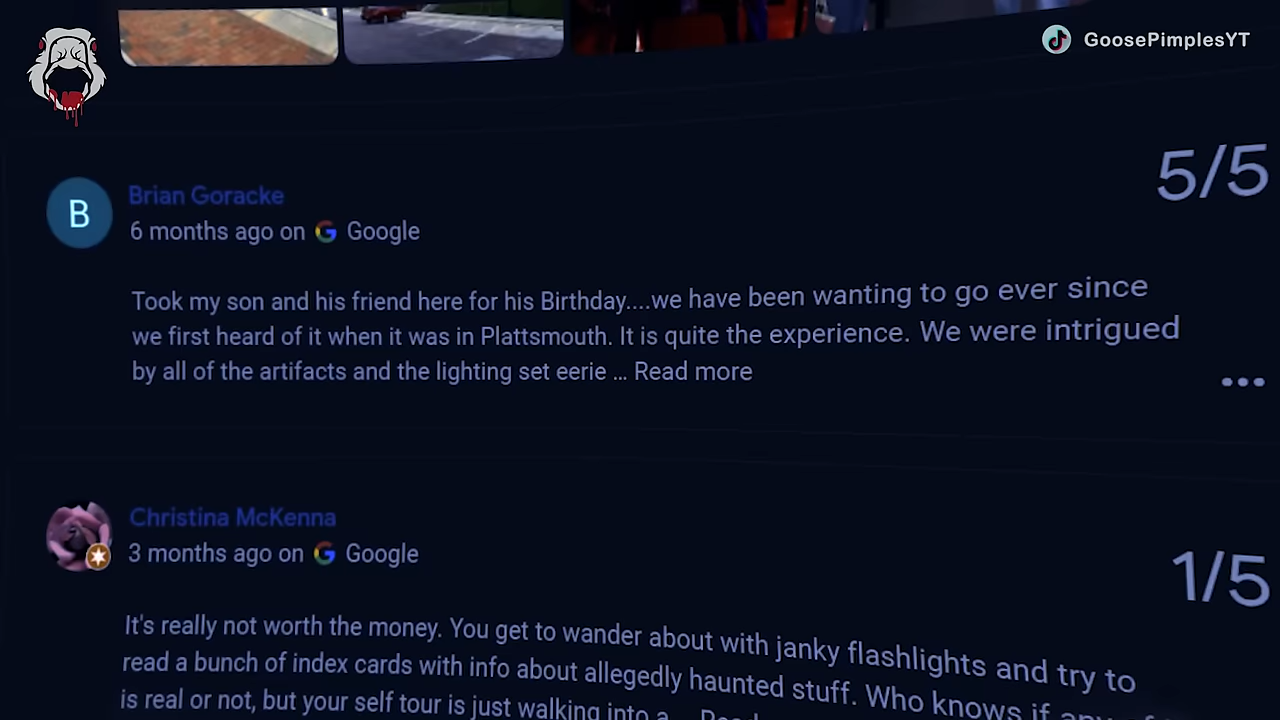 GoosePimplesYT
5/5
B
Brian Goracke
6 months ago on Google
Took my son and his friend here for his Birthday....we have been wanting to go ever since
we first heard of it when it was in Plattsmouth. It is quite the experience. We were intrigued
by all of the artifacts and the lighting set eerie ... Read more
Christina McKenna
3 months ago on Google
1/5
It's really not worth the money. You get to wander about with janky flashlights and try to
read a bunch of index cards with info about allegedly haunted stuff. Who knows if any of
is real or not, but your self tour is just walking into a ... Read